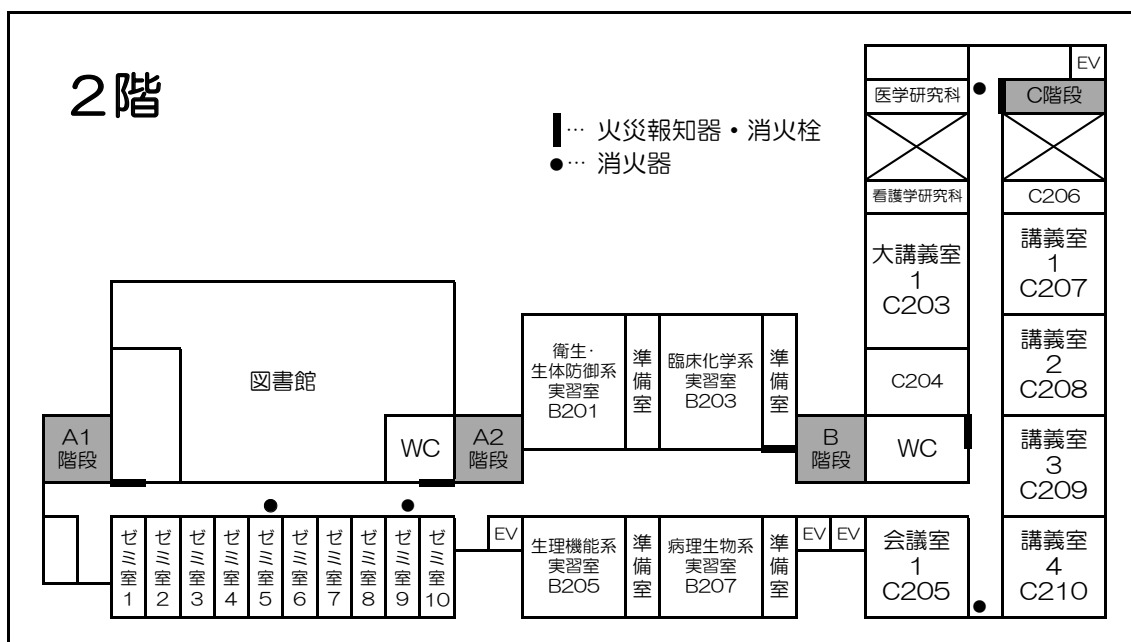 2階
▮… 火災報知器・消火栓
●… 消火器
EV
医学研究科
C階段
看護学研究科
C206
大講義室
1
C203
講義室
1
C207
C204
講義室
2
C208
図書館
衛生・
生体防御系
実習室
B201
準備室
臨床化学系
実習室
B203
準備室
A1
階段
WC
A2
階段
B
階段
WC
講義室
3
C209
ゼミ室1
ゼミ室2
ゼミ室3
ゼミ室4
ゼミ室5
ゼミ室6
ゼミ室7
ゼミ室8
ゼミ室9
ゼミ室10
EV
生理機能系
実習室
B205
準備室
病理生物系
実習室
B207
準備室
EV
EV
会議室
1
C205
講義室
4
C210